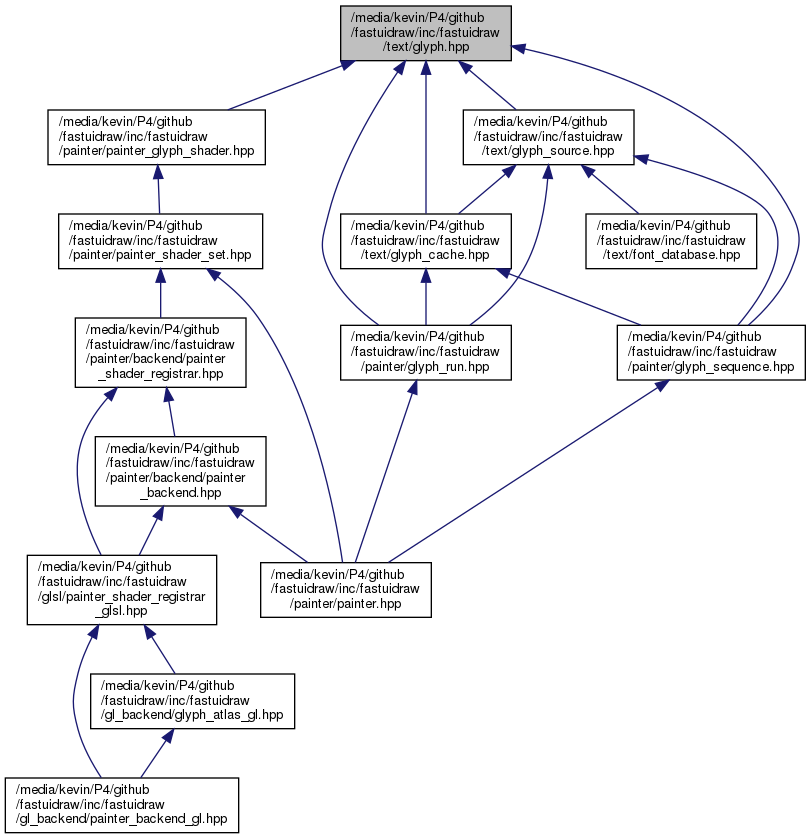 /media/kevin/P4/github
/fastuidraw/inc/fastuidraw
/text/glyph.hpp
/media/kevin/P4/github
/fastuidraw/inc/fastuidraw
/painter/painter_glyph_shader.hpp
/media/kevin/P4/github
/fastuidraw/inc/fastuidraw
/text/glyph_source.hpp
/media/kevin/P4/github
/fastuidraw/inc/fastuidraw
/painter/painter_shader_set.hpp
/media/kevin/P4/github
/fastuidraw/inc/fastuidraw
/text/glyph_cache.hpp
/media/kevin/P4/github
/fastuidraw/inc/fastuidraw
/text/font_database.hpp
/media/kevin/P4/github
/fastuidraw/inc/fastuidraw
/painter/backend/painter
_shader_registrar.hpp
/media/kevin/P4/github
/fastuidraw/inc/fastuidraw
/painter/glyph_run.hpp
/media/kevin/P4/github
/fastuidraw/inc/fastuidraw
/painter/glyph_sequence.hpp
/media/kevin/P4/github
/fastuidraw/inc/fastuidraw
/painter/backend/painter
_backend.hpp
/media/kevin/P4/github
/fastuidraw/inc/fastuidraw
/glsl/painter_shader_registrar
_glsl.hpp
/media/kevin/P4/github
/fastuidraw/inc/fastuidraw
/painter/painter.hpp
/media/kevin/P4/github
/fastuidraw/inc/fastuidraw
/gl_backend/glyph_atlas_gl.hpp
/media/kevin/P4/github
/fastuidraw/inc/fastuidraw
/gl_backend/painter_backend_gl.hpp